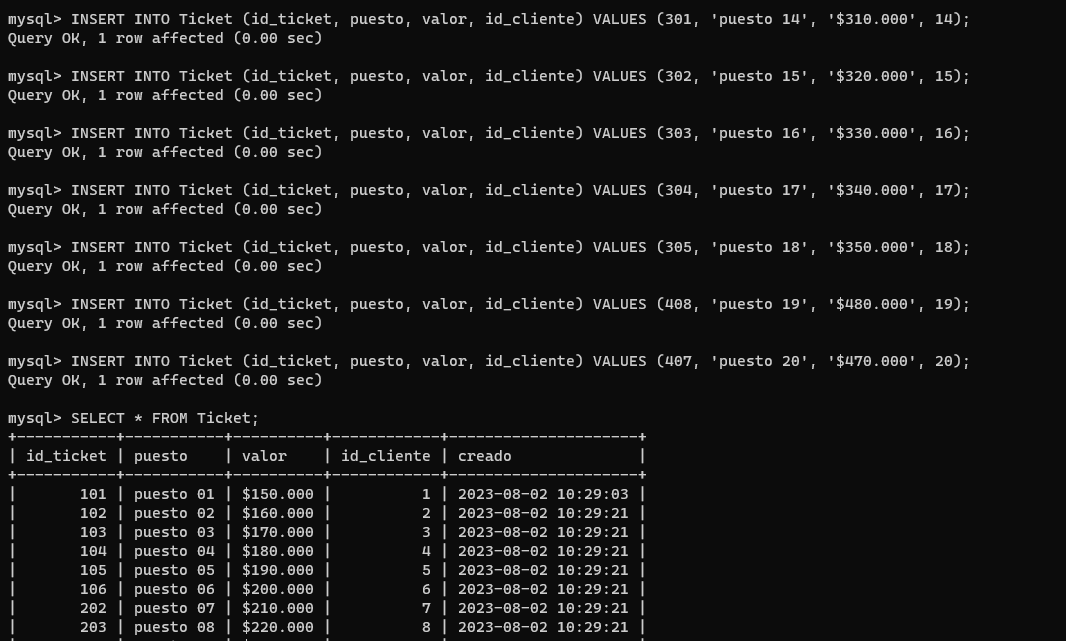 mysql> INSERT INTO Ticket (id_ticket, puesto, valor, id_cliente) VALUES (301, 'puesto 14', '$310.000', 14);
Query OK, 1 row affected (0.00 sec)
mysql> INSERT INTO Ticket (id_ticket, puesto, valor, id_cliente) VALUES (302, 'puesto 15', '$320.000', 15);
Query OK, 1 row affected (0.00 sec)
mysql> INSERT INTO Ticket (id_ticket, puesto, valor, id_cliente) VALUES (303, 'puesto 16', '$330.000', 16);
Query OK, 1 row affected (0.00 sec)
mysql> INSERT INTO Ticket (id_ticket, puesto, valor, id_cliente) VALUES (304, 'puesto 17', '$340.000', 17);
Query OK, 1 row affected (0.00 sec)
mysql> INSERT INTO Ticket (id_ticket, puesto, valor, id_cliente) VALUES (305, 'puesto 18', '$350.000', 18);
Query OK, 1 row affected (0.00 sec)
mysql> INSERT INTO Ticket (id_ticket, puesto, valor, id_cliente) VALUES (408, 'puesto 19', '$480.000', 19);
Query OK, 1 row affected (0.00 sec)
mysql> INSERT INTO Ticket (id_ticket, puesto, valor, id_cliente) VALUES (407, 'puesto 20', '$470.000', 20);
Query OK, 1 row affected (0.00 sec)
mysql> SELECT * FROM Ticket;
+-----------+-----------+----------+------------+---------------------+
| id_ticket | puesto    | valor    | id_cliente | creado              |
+-----------+-----------+----------+------------+---------------------+
|       101 | puesto 01 | $150.000 |          1 | 2023-08-02 10:29:03 |
|       102 | puesto 02 | $160.000 |          2 | 2023-08-02 10:29:21 |
|       103 | puesto 03 | $170.000 |          3 | 2023-08-02 10:29:21 |
|       104 | puesto 04 | $180.000 |          4 | 2023-08-02 10:29:21 |
|       105 | puesto 05 | $190.000 |          5 | 2023-08-02 10:29:21 |
|       106 | puesto 06 | $200.000 |          6 | 2023-08-02 10:29:21 |
|       202 | puesto 07 | $210.000 |          7 | 2023-08-02 10:29:21 |
|       203 | puesto 08 | $220.000 |          8 | 2023-08-02 10:29:21 |